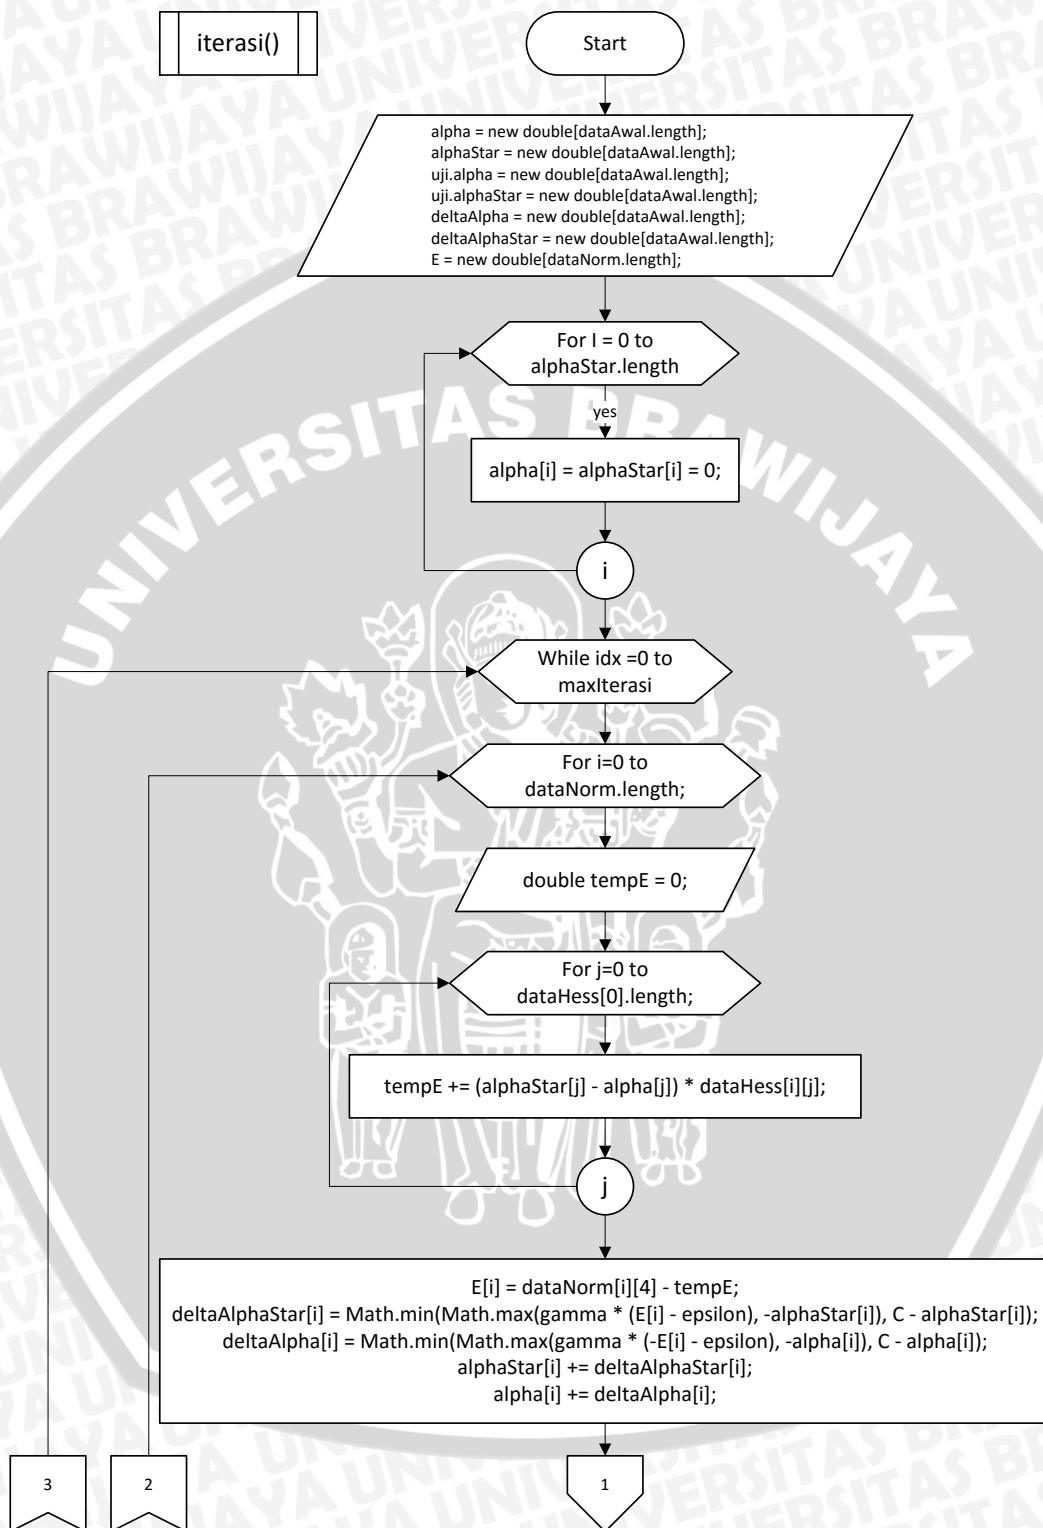 iterasi()
Start
alpha = new double[dataAwal.length];
alphaStar = new double[dataAwal.length];
uji.alpha = new double[dataAwal.length];
uji.alphaStar = new double[dataAwal.length];
deltaAlpha = new double[dataAwal.length];
deltaAlphaStar = new double[dataAwal.length];
E = new double[dataNorm.length];
For I = 0 to
alphaStar.length
yes
alpha[i] = alphaStar[i] = 0;
i
While idx =0 to
maxIterasi
For i=0 to
dataNorm.length;
double tempE = 0;
For j=0 to
dataHess[0].length;
tempE += (alphaStar[j] - alpha[j]) * dataHess[i][j];
j
E[i] = dataNorm[i][4] - tempE;
deltaAlphaStar[i] = Math.min(Math.max(gamma * (E[i] - epsilon), -alphaStar[i]), C - alphaStar[i]);
deltaAlpha[i] = Math.min(Math.max(gamma * (-E[i] - epsilon), -alpha[i]), C - alpha[i]);
alphaStar[i] += deltaAlphaStar[i];
alpha[i] += deltaAlpha[i];
3
2
1
UNIVERSITAS BRAWIJAYA